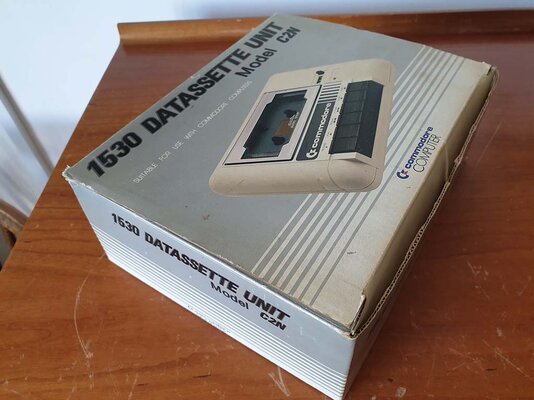 1530 DATASSETTE UNIT
Model C2N
SUITABLE FOR USE WITH COMMODORE COMPUTERS
commodore
commodore
COMPUTER
1530 DATASSETTE UNIT
Model C2N